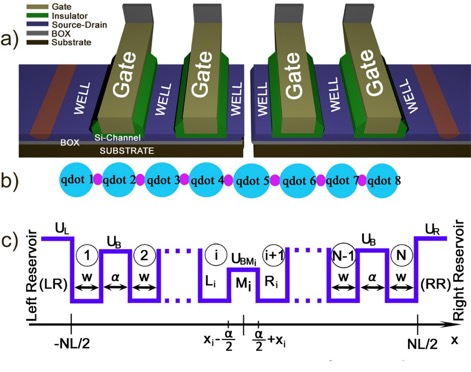 Gate
Insulator
Source-Drain
BOX
Substrate
a)
WELL
Gate
WELL
Gate
WELL
WELL
Gate
WELL
Gate
WELL
BOX
Si-Channel
SUBSTRATE
b)
qdot 1 qdot 2 qdot 3 qdot 4 qdot 5 qdot 6 qdot 7 qdot 8
c)
U_L U_B U_BM_i U_B U_R
1 2 i i+1 N-1 N
Left Reservoir
(LR)
w α w L_i M_i R_i w α w
(RR)
Right Reservoir
-NL/2 x_i-α/2 α/2+x_i NL/2 x